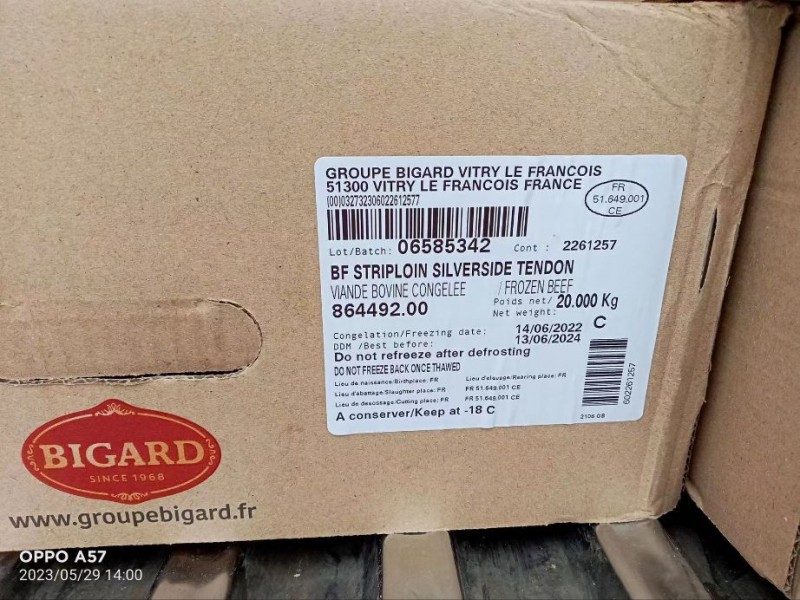 GROUPE BIGARD VITRY LE FRANCOIS
51300 VITRY LE FRANCOIS FRANCE
FR
51.649.001
CE
(00)032732306022612577
Lot/Batch: 06585342 Cont : 2261257
BF STRIPLOIN SILVERSIDE TENDON
VIANDE BOVINE CONGELEE / FROZEN BEEF
864492.00
Poids net/ 20.000 Kg
Net weight:
Congelation/Freezing date: 14/06/2022 C
DDM /Best before: 13/06/2024
Do not refreeze after defrosting
DO NOT FREEZE BACK ONCE THAWED
Lieu de naissance/Birthplace: FR Lieu d'elevage/Rearing place: FR
Lieu d'abattage/Slaughter place: FR FR 51.649.001 CE
Lieu de decossage/Cutting place: FR FR 51.649.001 CE
A conserver/Keep at -18 C
602261257
2106 GB
BIGARD
SINCE 1968
www.groupebigard.fr
OPPO A57
2023/05/29 14:00